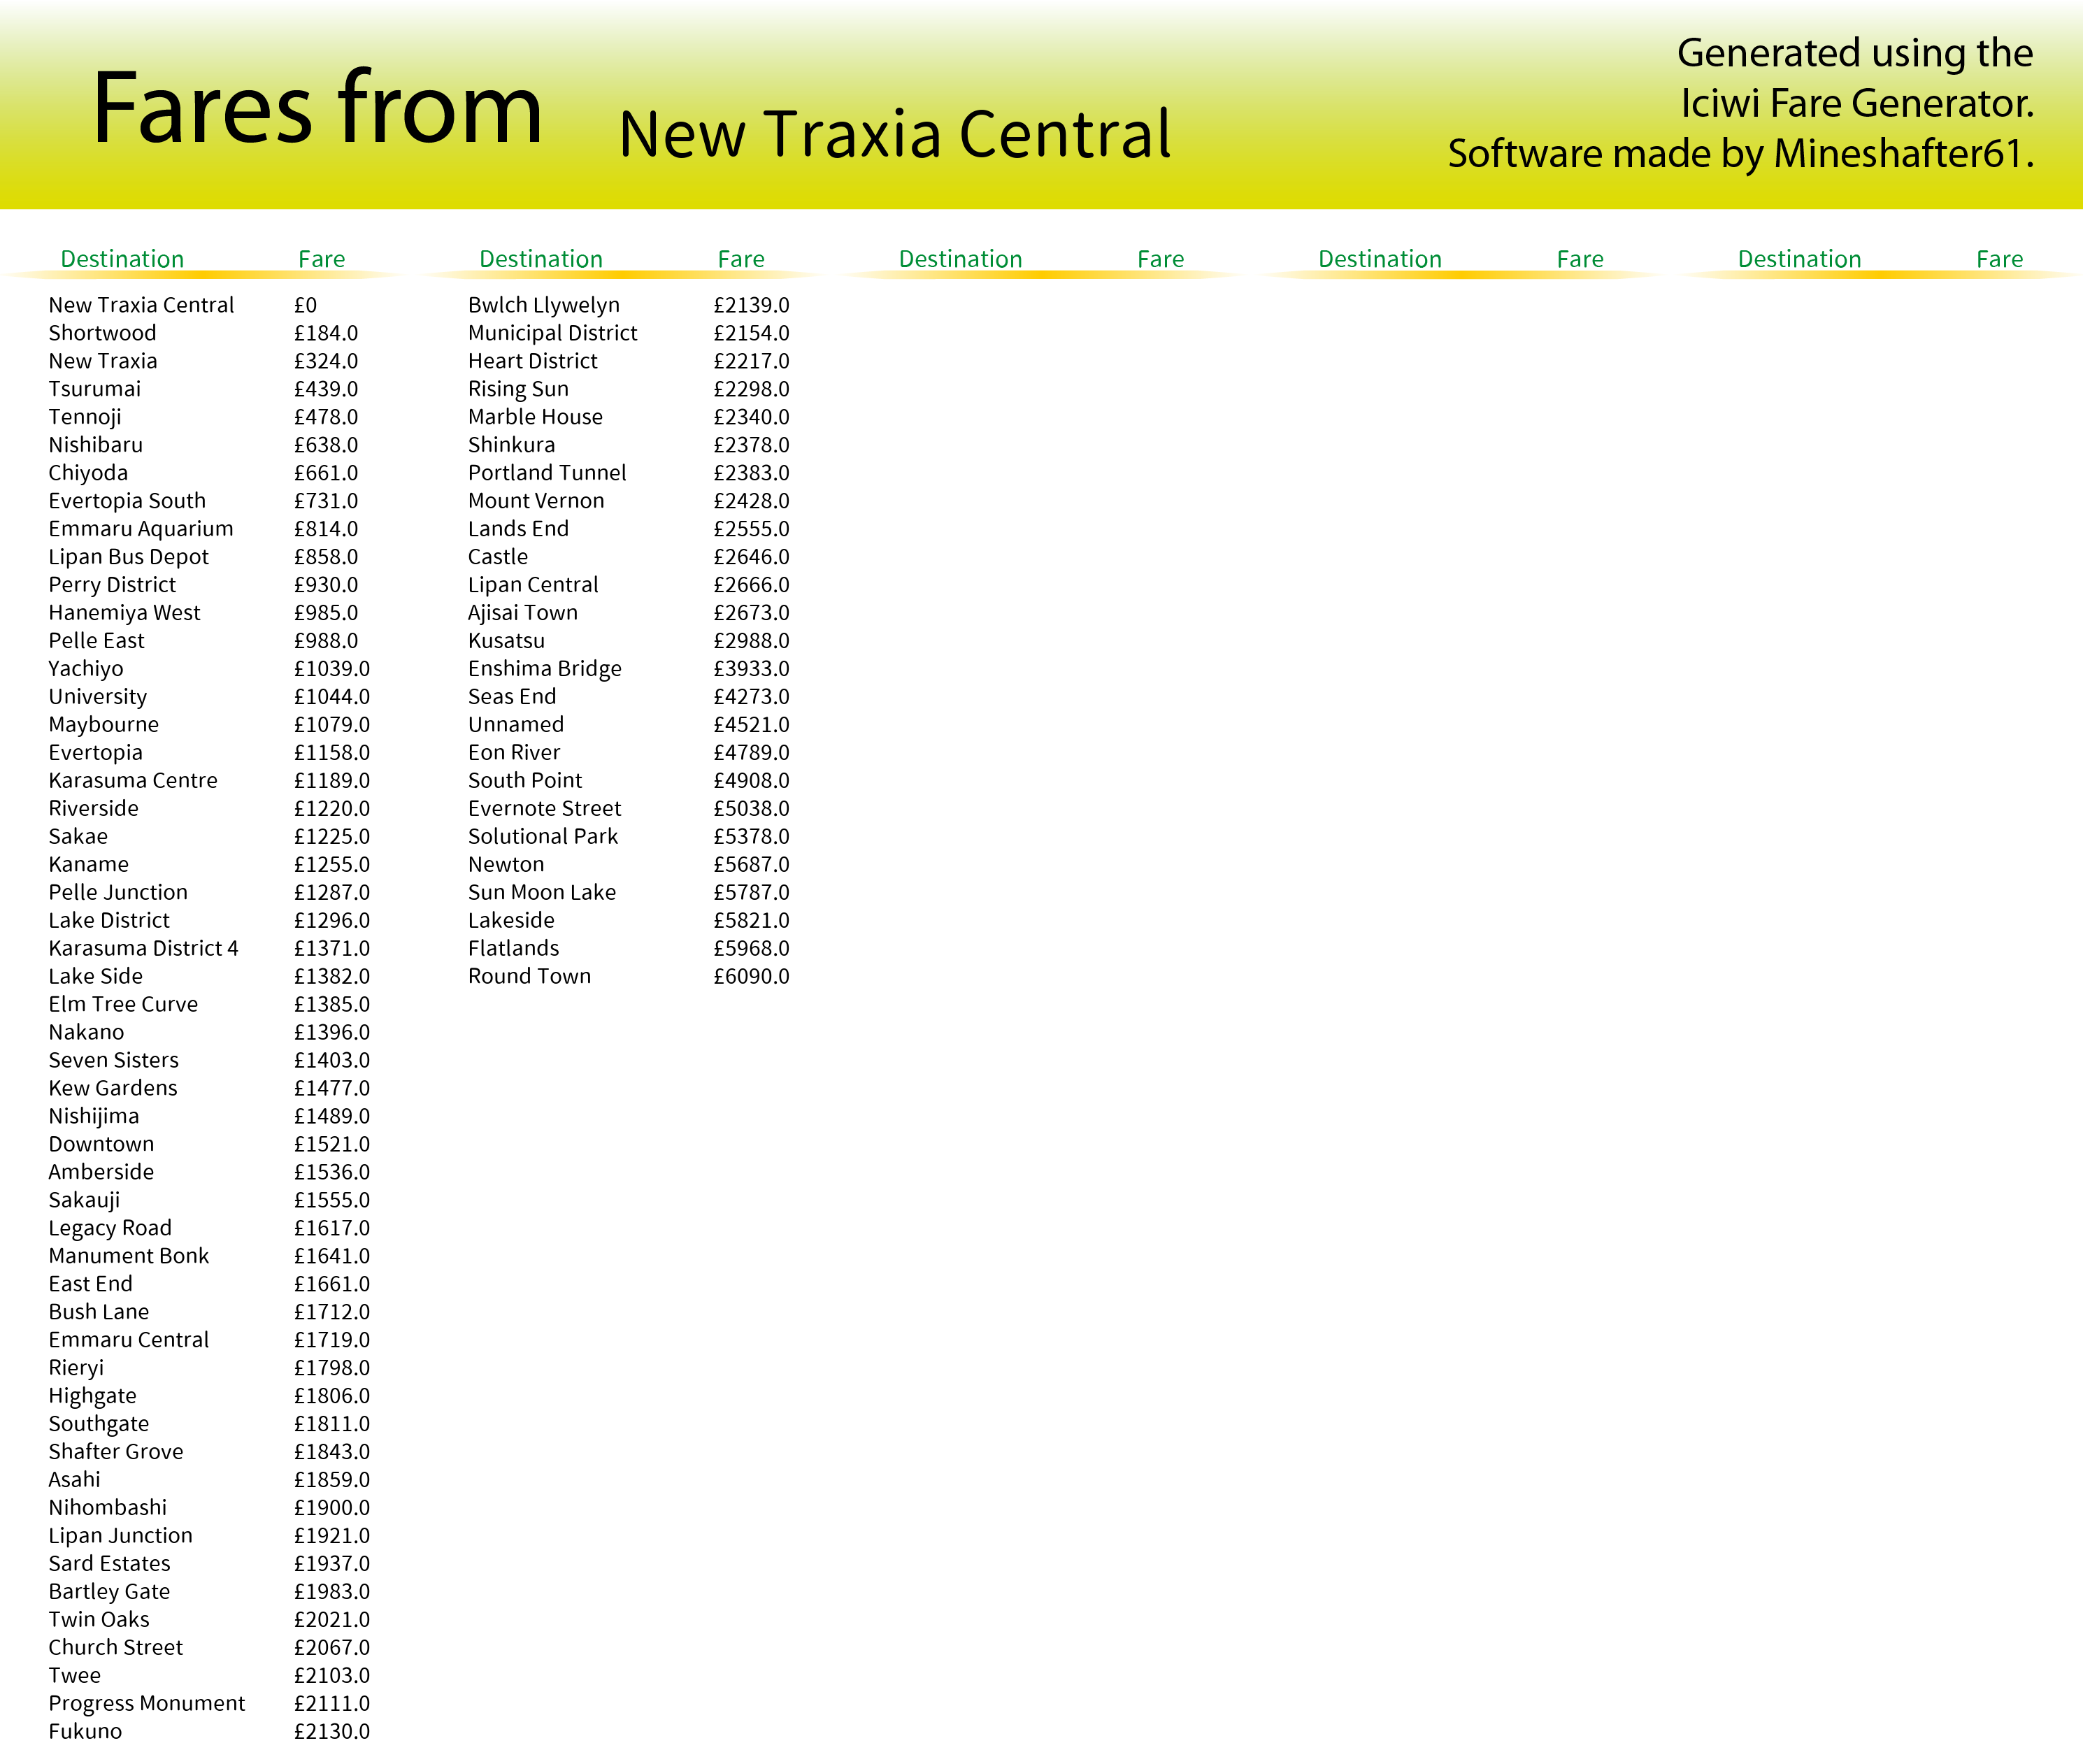 Fares from New Traxia Central
Generated using the
Iciwi Fare Generator.
Software made by Mineshafter61.
Destination Fare
New Traxia Central £0
Shortwood £184.0
New Traxia £324.0
Tsurumai £439.0
Tennoji £478.0
Nishibaru £638.0
Chiyoda £661.0
Evertopia South £731.0
Emmaru Aquarium £814.0
Lipan Bus Depot £858.0
Perry District £930.0
Hanemiya West £985.0
Pelle East £988.0
Yachiyo £1039.0
University £1044.0
Maybourne £1079.0
Evertopia £1158.0
Karasuma Centre £1189.0
Riverside £1220.0
Sakae £1225.0
Kaname £1255.0
Pelle Junction £1287.0
Lake District £1296.0
Karasuma District 4 £1371.0
Lake Side £1382.0
Elm Tree Curve £1385.0
Nakano £1396.0
Seven Sisters £1403.0
Kew Gardens £1477.0
Nishijima £1489.0
Downtown £1521.0
Amberside £1536.0
Sakauji £1555.0
Legacy Road £1617.0
Manument Bonk £1641.0
East End £1661.0
Bush Lane £1712.0
Emmaru Central £1719.0
Rieryi £1798.0
Highgate £1806.0
Southgate £1811.0
Shafter Grove £1843.0
Asahi £1859.0
Nihombashi £1900.0
Lipan Junction £1921.0
Sard Estates £1937.0
Bartley Gate £1983.0
Twin Oaks £2021.0
Church Street £2067.0
Twee £2103.0
Progress Monument £2111.0
Fukuno £2130.0
Destination Fare
Bwlch Llywelyn £2139.0
Municipal District £2154.0
Heart District £2217.0
Rising Sun £2298.0
Marble House £2340.0
Shinkura £2378.0
Portland Tunnel £2383.0
Mount Vernon £2428.0
Lands End £2555.0
Castle £2646.0
Lipan Central £2666.0
Ajisai Town £2673.0
Kusatsu £2988.0
Enshima Bridge £3933.0
Seas End £4273.0
Unnamed £4521.0
Eon River £4789.0
South Point £4908.0
Evernote Street £5038.0
Solutional Park £5378.0
Newton £5687.0
Sun Moon Lake £5787.0
Lakeside £5821.0
Flatlands £5968.0
Round Town £6090.0
Destination Fare
Destination Fare
Destination Fare